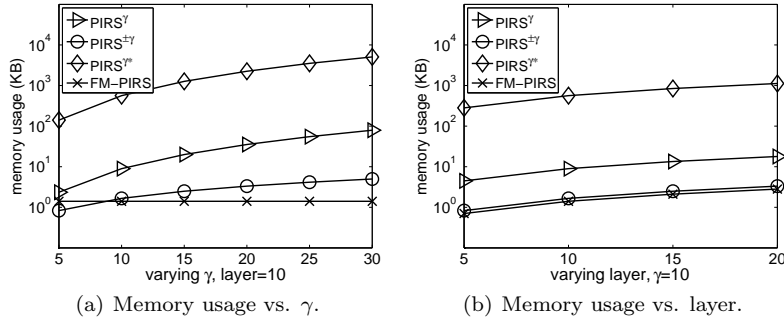 PIRS^γ
PIRS^±γ
PIRS^γ*
FM-PIRS
memory usage (KB)
10^4
10^3
10^2
10^1
10^0
5 10 15 20 25 30
varying γ, layer=10
(a) Memory usage vs. γ.
PIRS^γ
PIRS^±γ
PIRS^γ*
FM-PIRS
memory usage (KB)
10^4
10^3
10^2
10^1
10^0
5 10 15 20
varying layer, γ=10
(b) Memory usage vs. layer.